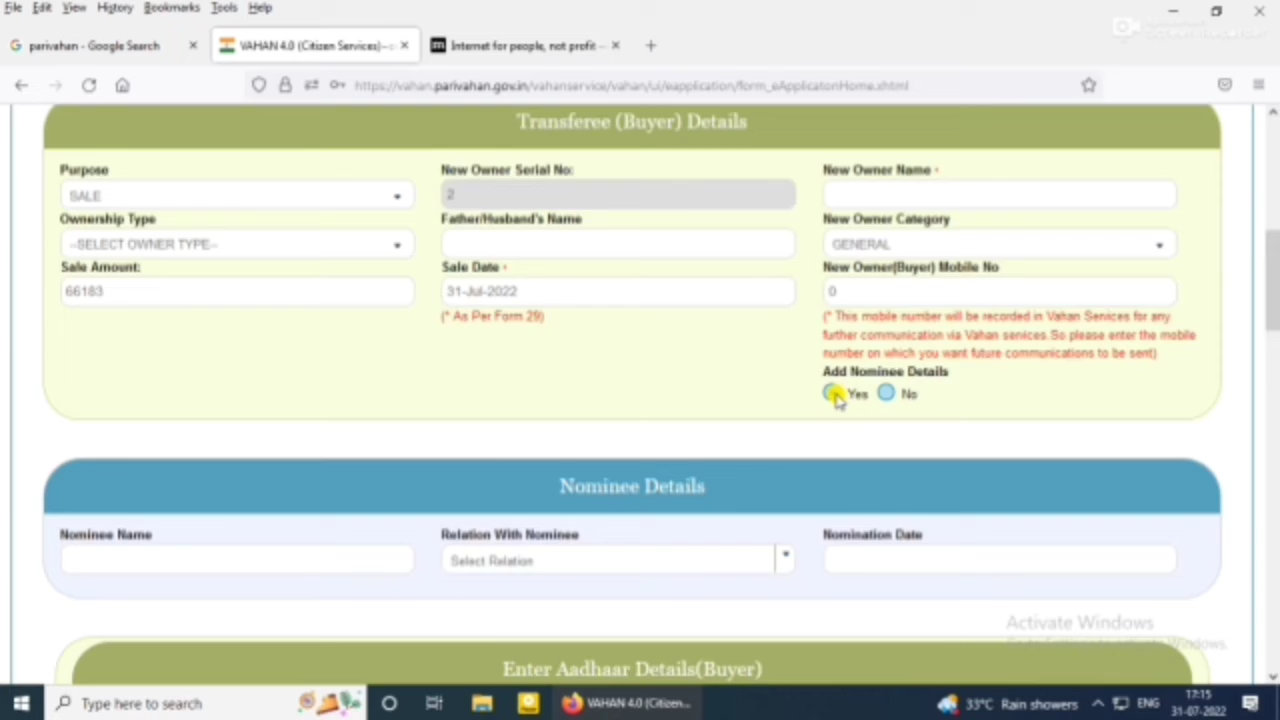 File Edit View History Bookmarks Tools Help
parivahan - Google Search
VAHAN 4.0 (Citizen Services)
Internet for people, not profit
https://vahan.parivahan.gov.in/vahanservice/vahan/ui/eapplication/form_eApplicatonHome.xhtml
Transferee (Buyer) Details
Purpose New Owner Serial No: New Owner Name *
SALE 2
Ownership Type Father/Husband's Name New Owner Category
--SELECT OWNER TYPE-- GENERAL
Sale Amount: Sale Date * New Owner(Buyer) Mobile No
66183 31-Jul-2022 0
(* As Per Form 29)
(* This mobile number will be recorded in Vahan Services for any
further communication via Vahan services.So please enter the mobile
number on which you want future communications to be sent)
Add Nominee Details
Yes No
Nominee Details
Nominee Name Relation With Nominee Nomination Date
Select Relation
Activate Windows
Enter Aadhaar Details(Buyer)
Type here to search
VAHAN 4.0 (Citizen...
33°C Rain showers
ENG
17:15
31-07-2022